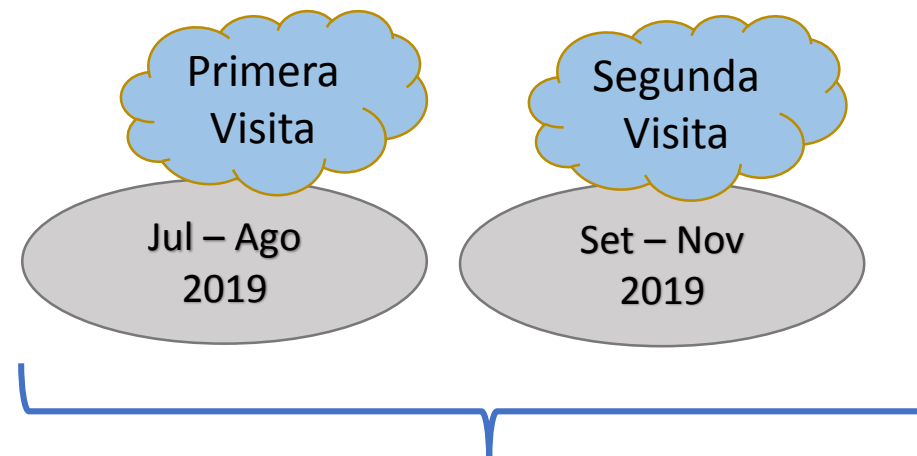 Primera
Visita
Jul – Ago
2019
Segunda
Visita
Set – Nov
2019